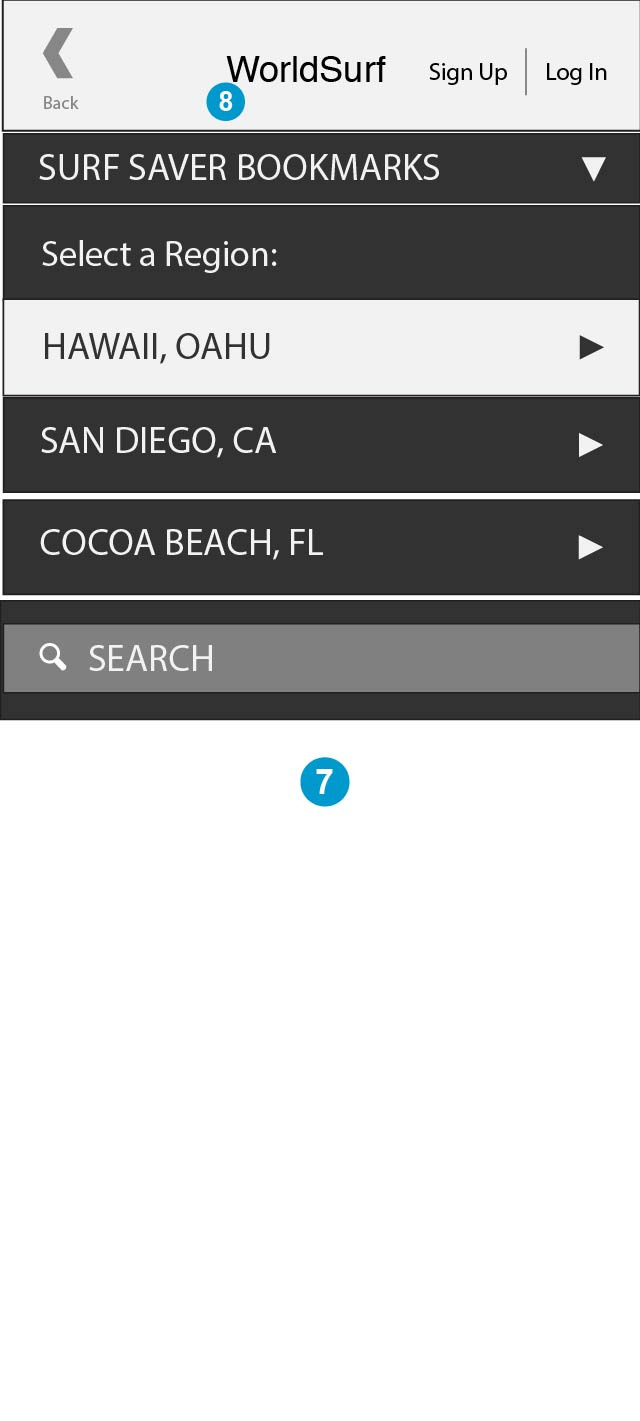 WorldSurf Sign Up Log In
Back
8
SURF SAVER BOOKMARKS
Select a Region:
HAWAII, OAHU
SAN DIEGO, CA
COCOA BEACH, FL
SEARCH
7